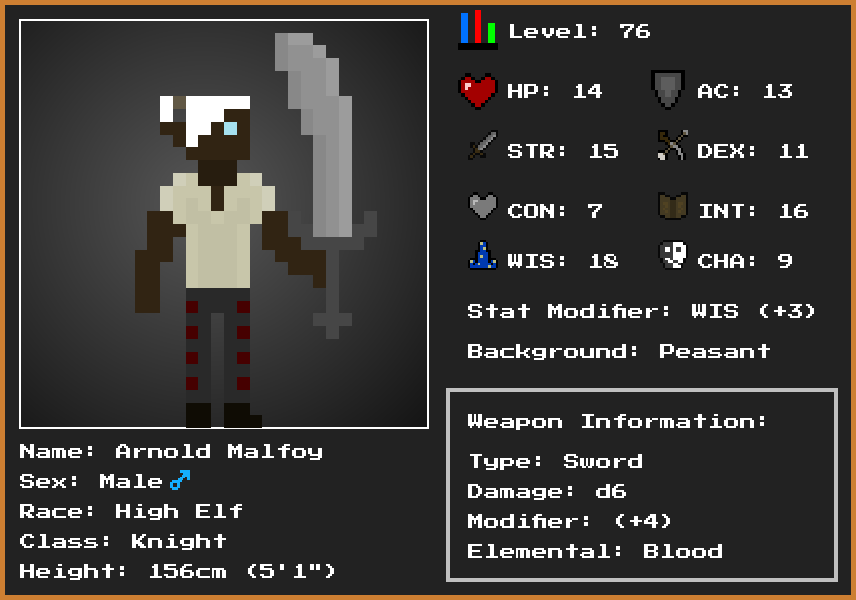 Level: 76
HP: 14
AC: 13
STR: 15
DEX: 11
CON: 7
INT: 16
WIS: 18
CHA: 9
Stat Modifier: WIS (+3)
Background: Peasant
Weapon Information:
Type: Sword
Damage: d6
Modifier: (+4)
Elemental: Blood
Name: Arnold Malfoy
Sex: Male♂
Race: High Elf
Class: Knight
Height: 156cm (5'1")